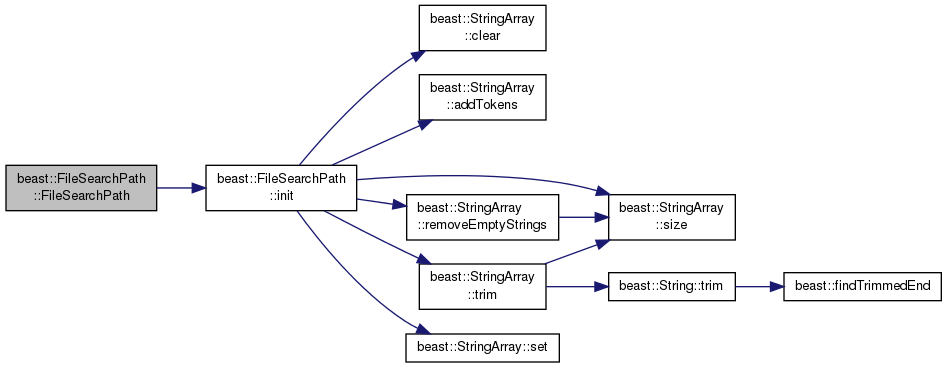 beast::StringArray
::clear
beast::StringArray
::addTokens
beast::FileSearchPath
::FileSearchPath
beast::FileSearchPath
::init
beast::StringArray
::removeEmptyStrings
beast::StringArray
::size
beast::StringArray
::trim
beast::String::trim
beast::findTrimmedEnd
beast::StringArray::set